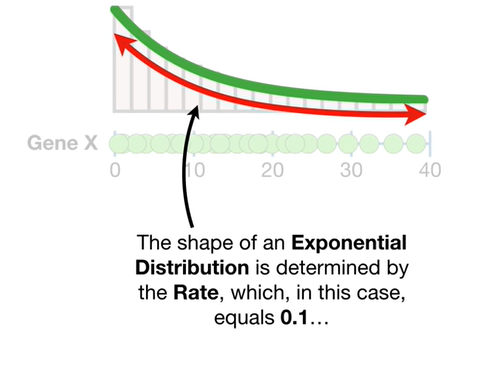 Gene X
0 10 20 30 40
The shape of an Exponential
Distribution is determined by
the Rate, which, in this case,
equals 0.1…